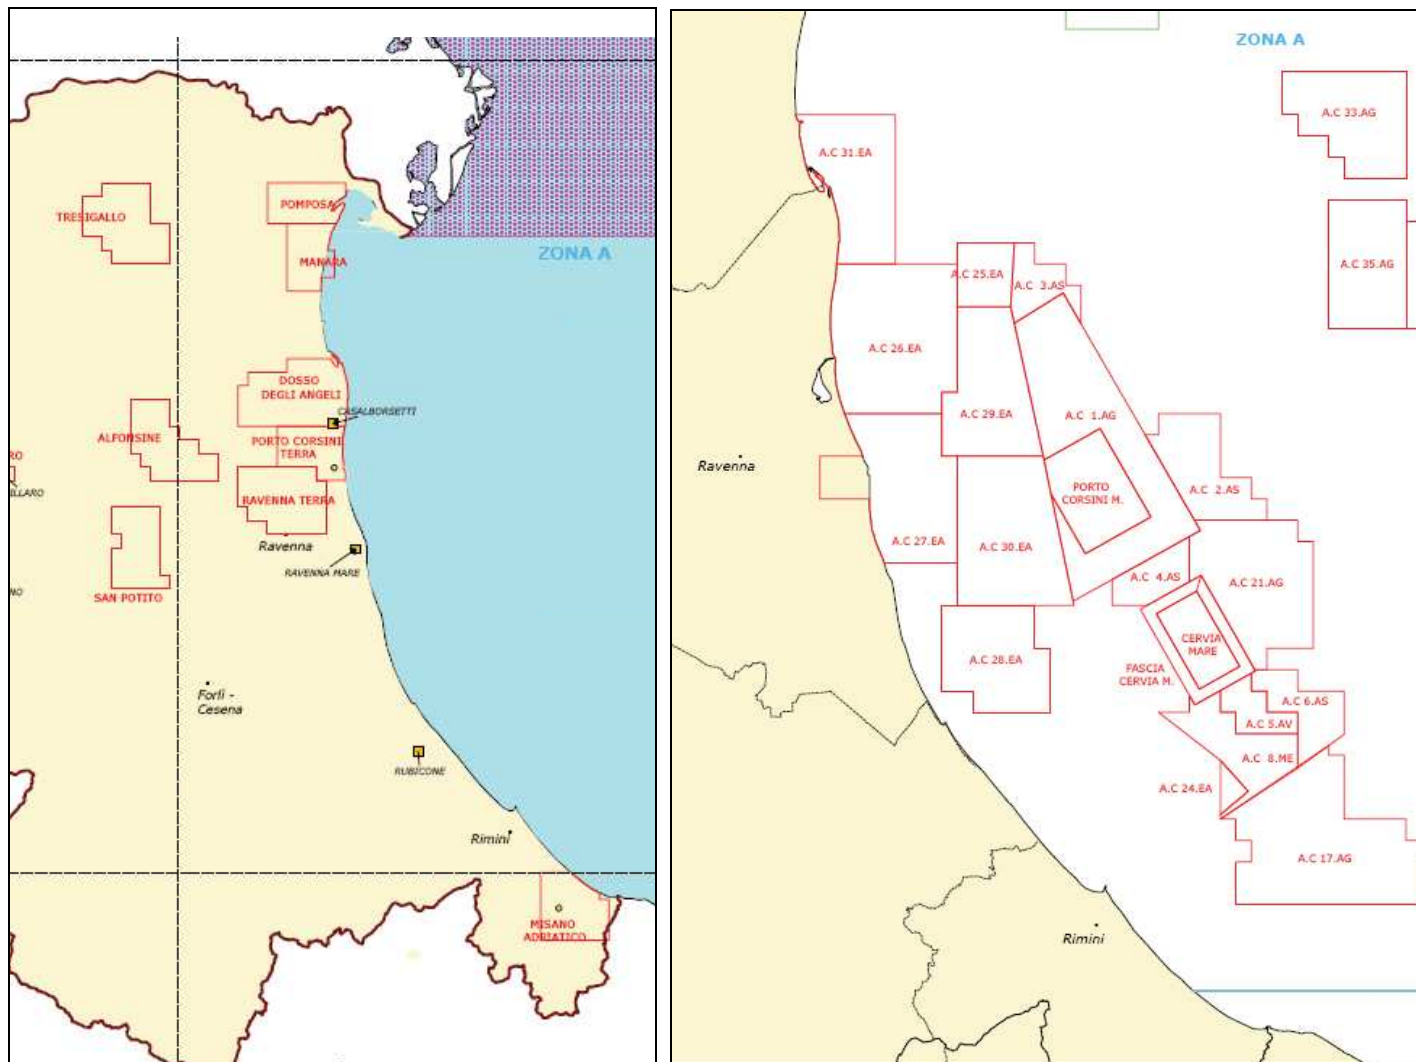 TRESIGALLO
POMPOSA
ZONA A
MANARA
DOSSO
DEGLI ANGELI
CASALBORSETTI
ALFONSINE
PORTO CORSINI
TERRA
RO
ILLARO
RAVENNA TERRA
Ravenna
RAVENNA MARE
NO
SAN POTITO
Forlì -
Cesena
RUBICONE
Rimini
MISANO
ADRIATICO
ZONA A
A.C 33.AG
A.C 31.EA
A.C 35.AG
A.C 25.EA
A.C 3.AS
A.C 26.EA
A.C 29.EA
A.C 1.AG
Ravenna
PORTO
CORSINI M.
A.C 2.AS
A.C 27.EA
A.C 30.EA
A.C 4.AS
A.C 21.AG
CERVIA
MARE
A.C 28.EA
FASCIA
CERVIA M.
A.C 6.AS
A.C 5.AV
A.C 8.ME
A.C 24.EA
A.C 17.AG
Rimini